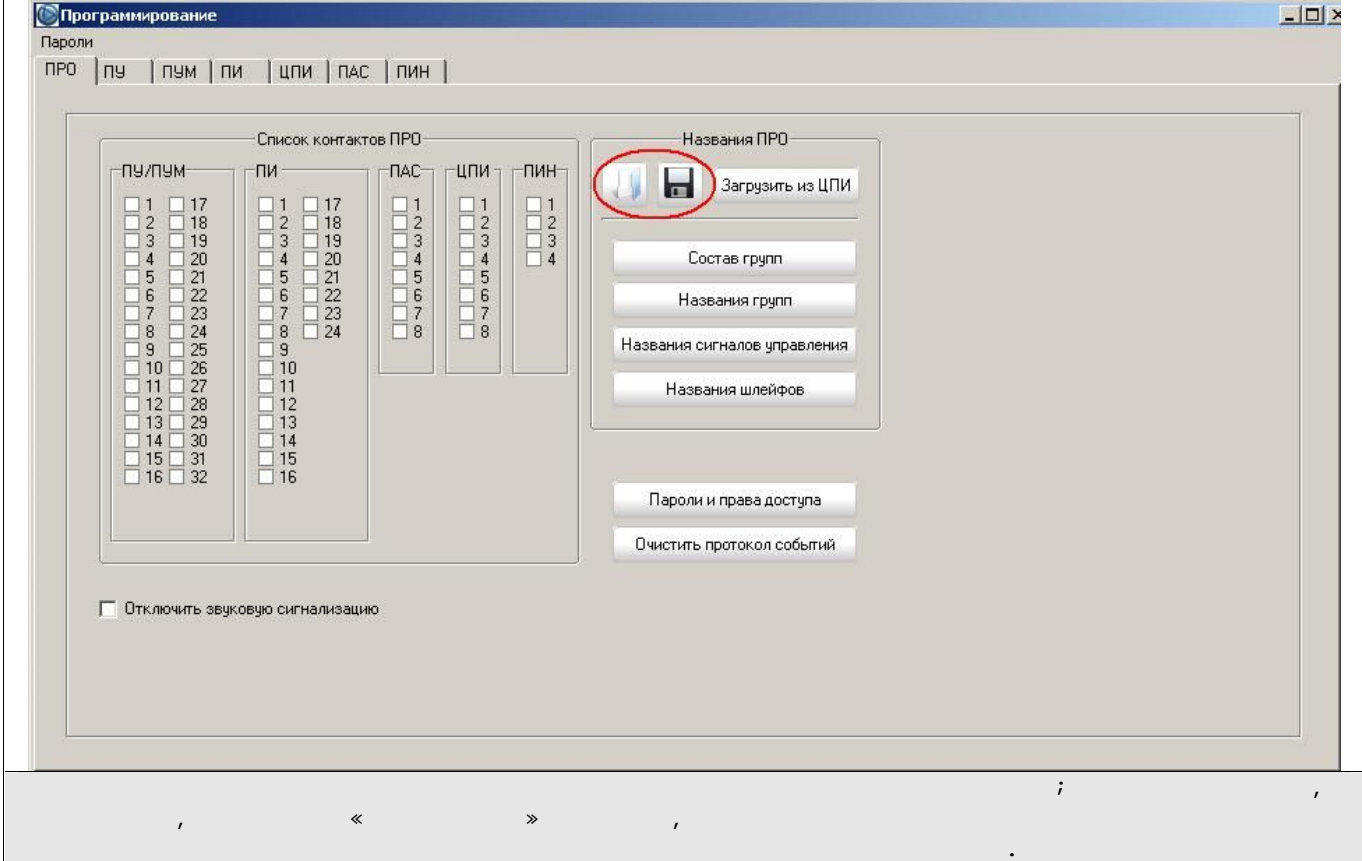 Программирование
Пароли
ПРО ПУ ПУМ ПИ ЦПИ ПАС ПИН
Список контактов ПРО
ПУ/ПУМ ПИ ПАС ЦПИ ПИН
1 17 1 17 1 1 1
2 18 2 18 2 2 2
3 19 3 19 3 3 3
4 20 4 20 4 4 4
5 21 5 21 5 5
6 22 6 22 6 6
7 23 7 23 7 7
8 24 8 24 8 8
9 25 9
10 26 10
11 27 11
12 28 12
13 29 13
14 30 14
15 31 15
16 32 16
Названия ПРО
Загрузить из ЦПИ
Состав групп
Названия групп
Названия сигналов управления
Названия шлейфов
Пароли и права доступа
Очистить протокол событий
Отключить звуковую сигнализацию
; ,
, « » ,
.